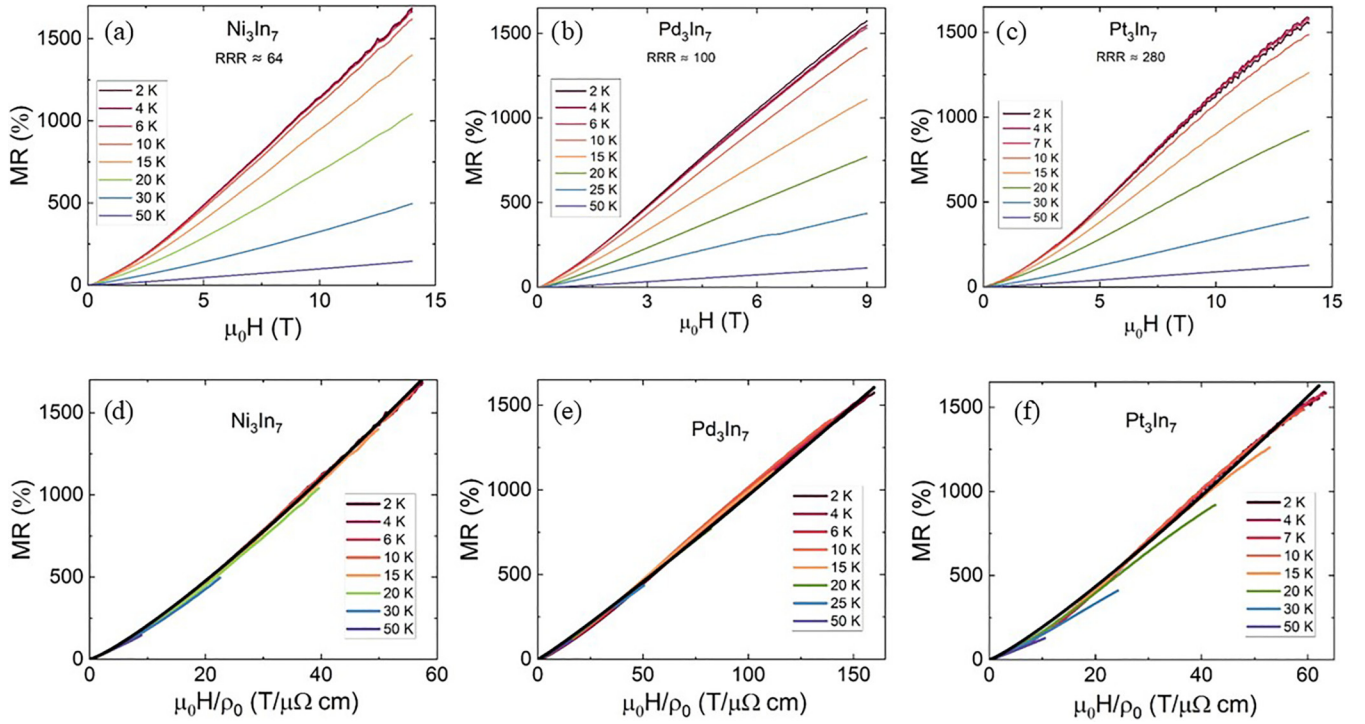 (a)
Ni₃In₇
RRR ≈ 64
2 K
4 K
6 K
10 K
15 K
20 K
30 K
50 K
1500
1000
500
0
MR (%)
0
5
10
15
μ₀H (T)
(b)
Pd₃In₇
RRR ≈ 100
2 K
4 K
6 K
10 K
15 K
20 K
25 K
50 K
1500
1000
500
0
MR (%)
0
3
6
9
μ₀H (T)
(c)
Pt₃In₇
RRR ≈ 280
2 K
4 K
7 K
10 K
15 K
20 K
30 K
50 K
1500
1000
500
0
MR (%)
0
5
10
15
μ₀H (T)
(d)
Ni₃In₇
2 K
4 K
6 K
10 K
15 K
20 K
30 K
50 K
1500
1000
500
0
MR (%)
0
20
40
60
μ₀H/ρ₀ (T/μΩ cm)
(e)
Pd₃In₇
2 K
4 K
6 K
10 K
15 K
20 K
25 K
50 K
1500
1000
500
0
MR (%)
0
50
100
150
μ₀H/ρ₀ (T/μΩ cm)
(f)
Pt₃In₇
2 K
4 K
7 K
10 K
15 K
20 K
30 K
50 K
1500
1000
500
0
MR (%)
0
20
40
60
μ₀H/ρ₀ (T/μΩ cm)